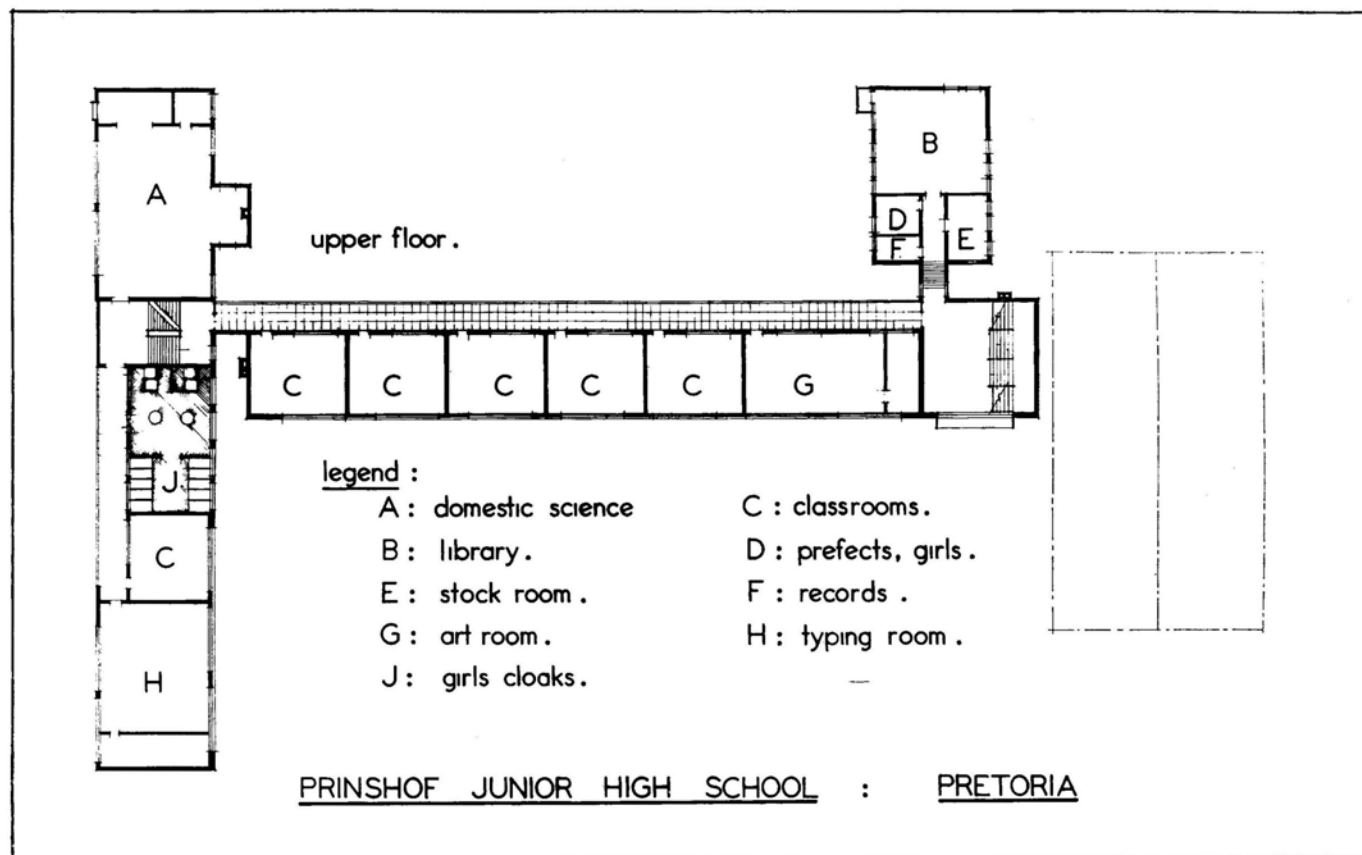 A
B
D
F
E
upper floor.
C
C
C
C
C
G
J
C
H
legend :
A : domestic science
B : library.
E : stock room.
G : art room.
J : girls cloaks.
C : classrooms.
D : prefects, girls.
F : records.
H : typing room.
PRINSHOF JUNIOR HIGH SCHOOL : PRETORIA